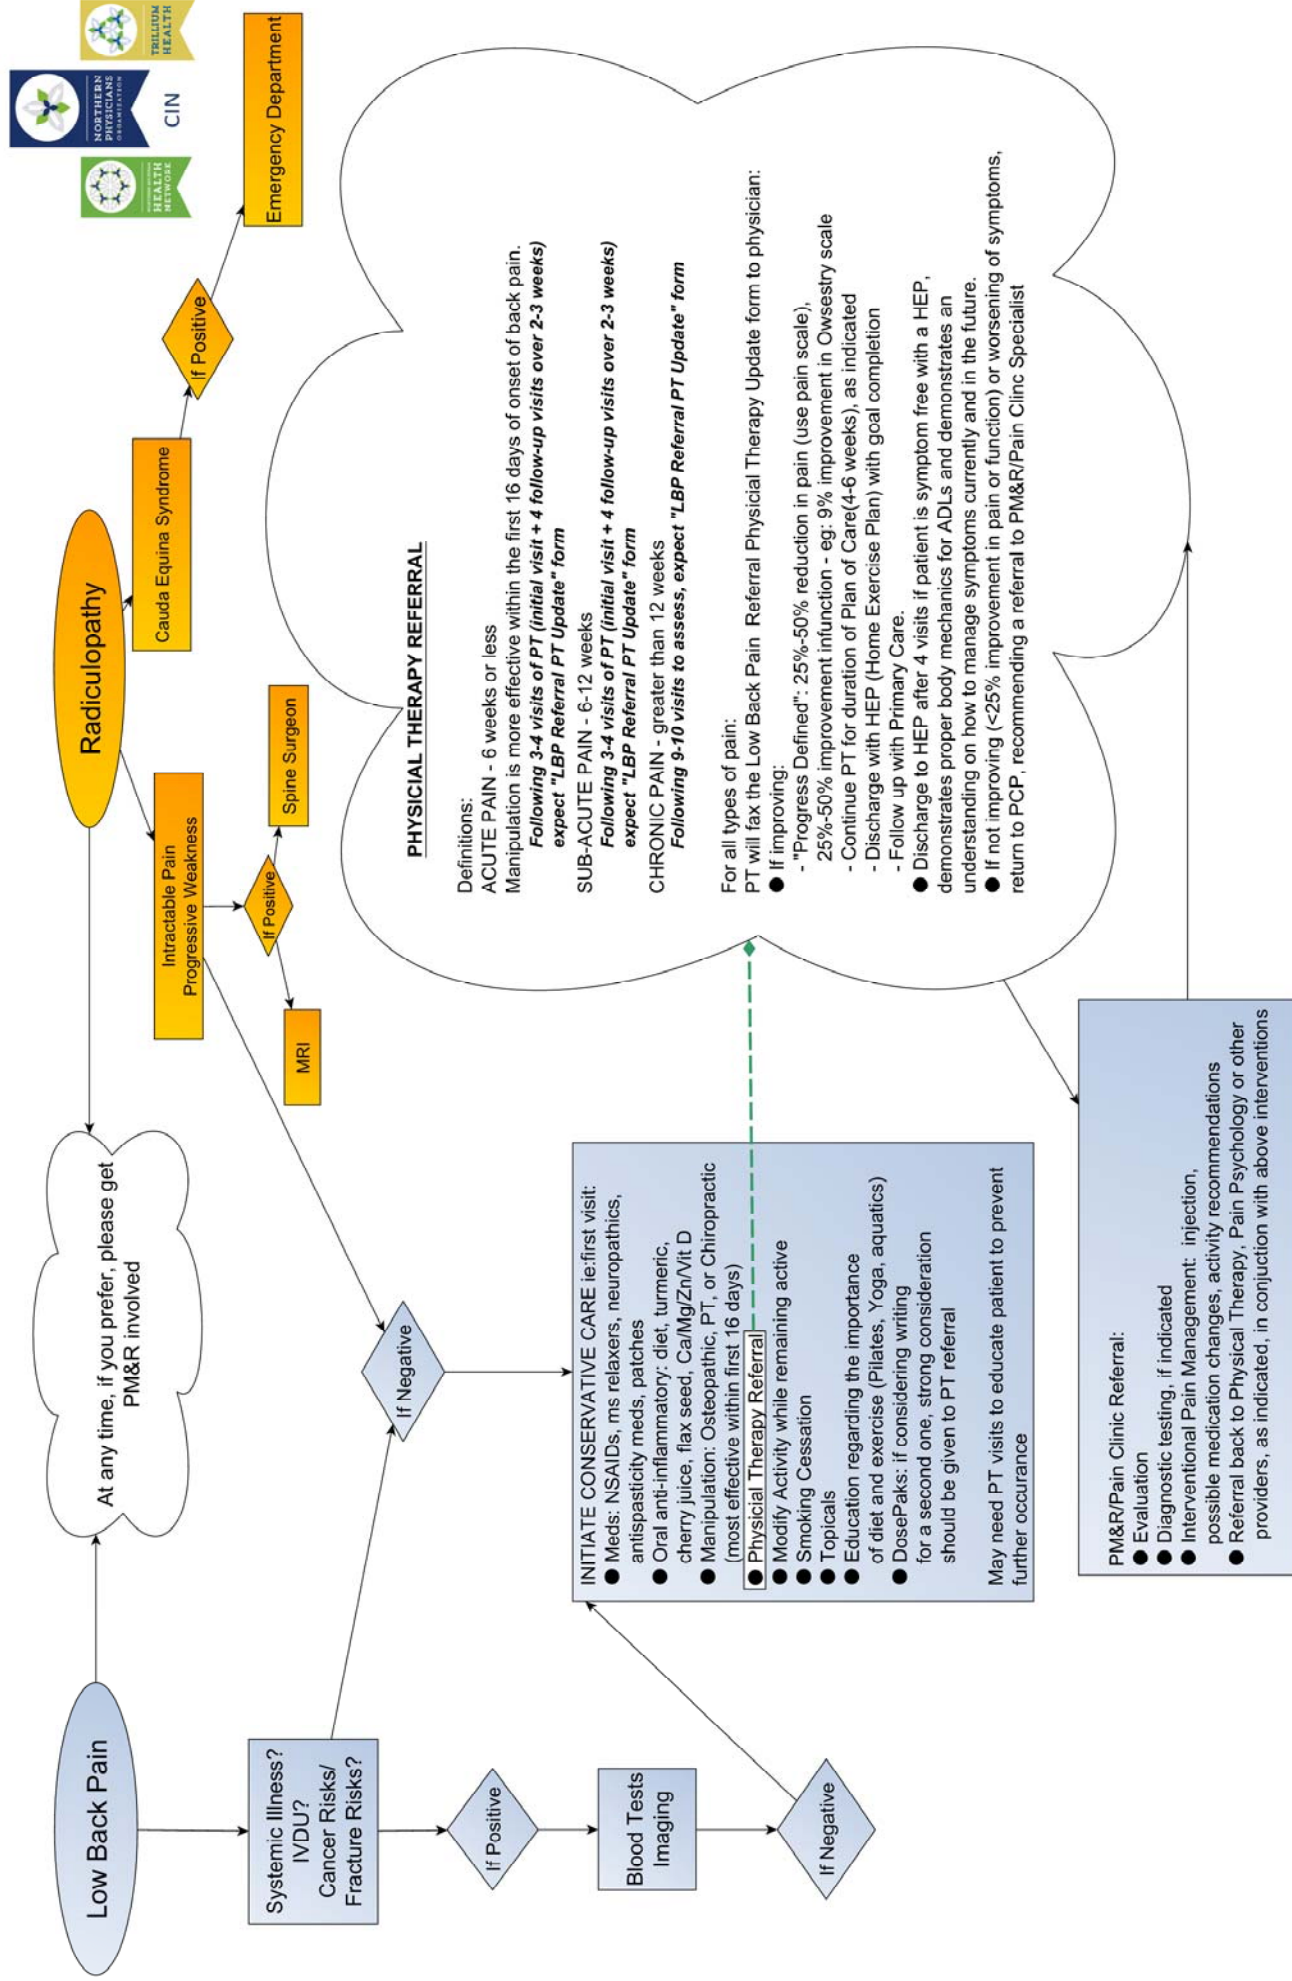 NORTHERN MICHIGAN
HEALTH
NETWORK
NORTHERN
PHYSICIANS
ORGANIZATION
CIN
TRILLIUM
HEALTH
Low Back Pain
At any time, if you prefer, please get
PM&R involved
Radiculopathy
Systemic Illness?
IVDU?
Cancer Risks/
Fracture Risks?
If Positive
Blood Tests
Imaging
If Negative
If Negative
Intractable Pain
Progressive Weakness
If Positive
MRI
Spine Surgeon
Cauda Equina Syndrome
If Positive
Emergency Department
INITIATE CONSERVATIVE CARE ie:first visit:
● Meds: NSAIDs, ms relaxers, neuropathics,
antispasticity meds, patches
● Oral anti-inflammatory: diet, turmeric,
cherry juice, flax seed, Ca/Mg/Zn/Vit D
● Manipulation: Osteopathic, PT, or Chiropractic
(most effective within first 16 days)
● Physicial Therapy Referral
● Modify Activity while remaining active
● Smoking Cessation
● Topicals
● Education regarding the importance
of diet and exercise (Pilates, Yoga, aquatics)
● DosePaks: if considering writing
for a second one, strong consideration
should be given to PT referral
May need PT visits to educate patient to prevent
further occurance
PHYSICIAL THERAPY REFERRAL
Definitions:
ACUTE PAIN - 6 weeks or less
Manipulation is more effective within the first 16 days of onset of back pain.
Following 3-4 visits of PT (initial visit + 4 follow-up visits over 2-3 weeks)
expect "LBP Referral PT Update" form
SUB-ACUTE PAIN - 6-12 weeks
Following 3-4 visits of PT (initial visit + 4 follow-up visits over 2-3 weeks)
expect "LBP Referral PT Update" form
CHRONIC PAIN - greater than 12 weeks
Following 9-10 visits to assess, expect "LBP Referral PT Update" form
For all types of pain:
PT will fax the Low Back Pain Referral Physicial Therapy Update form to physician:
● If improving:
- "Progress Defined": 25%-50% reduction in pain (use pain scale),
25%-50% improvement infunction - eg: 9% improvement in Owsestry scale
- Continue PT for duration of Plan of Care(4-6 weeks), as indicated
- Discharge with HEP (Home Exercise Plan) with goal completion
- Follow up with Primary Care.
● Discharge to HEP after 4 visits if patient is symptom free with a HEP,
demonstrates proper body mechanics for ADLs and demonstrates an
understanding on how to manage symptoms currently and in the future.
● If not improving (<25% improvement in pain or function) or worsening of symptoms,
return to PCP, recommending a referral to PM&R/Pain Clinc Specialist
PM&R/Pain Clinic Referral:
● Evaluation
● Diagnostic testing, if indicated
● Interventional Pain Management: injection,
possible medication changes, activity recommendations
● Referral back to Physical Therapy, Pain Psychology or other
providers, as indicated, in conjuction with above interventions